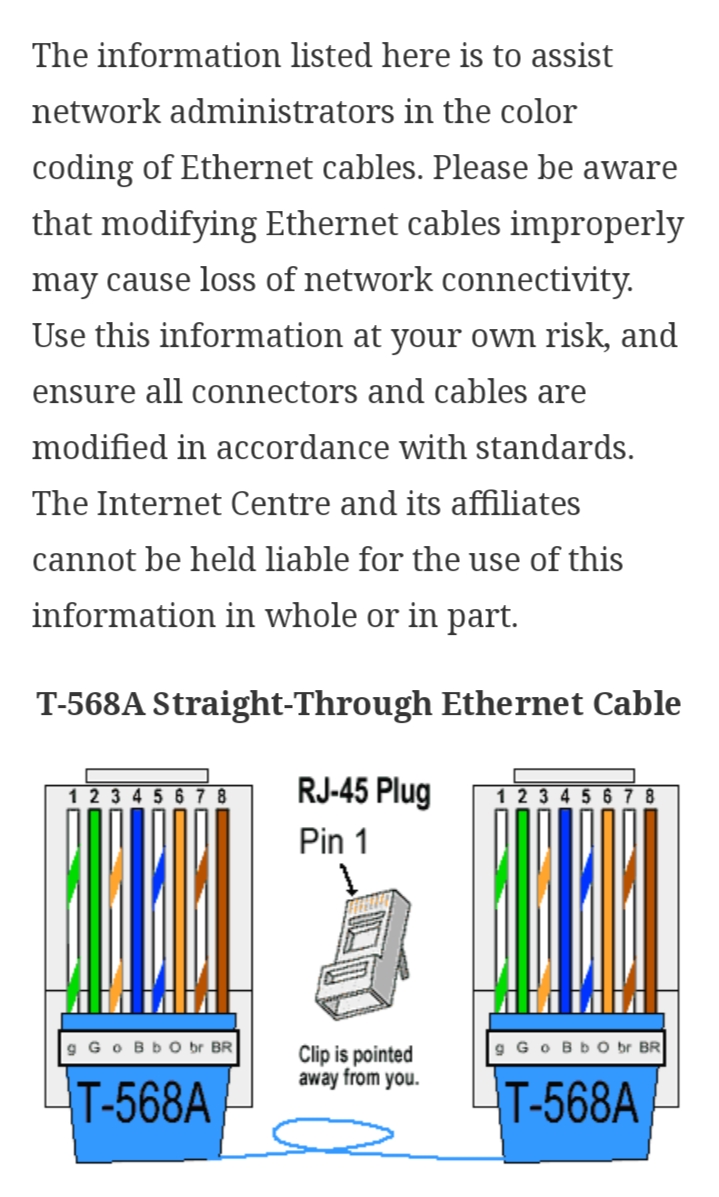 The information listed here is to assist
network administrators in the color
coding of Ethernet cables. Please be aware
that modifying Ethernet cables improperly
may cause loss of network connectivity.
Use this information at your own risk, and
ensure all connectors and cables are
modified in accordance with standards.
The Internet Centre and its affiliates
cannot be held liable for the use of this
information in whole or in part.
T-568A Straight-Through Ethernet Cable
1 2 3 4 5 6 7 8
g G o B b O br BR
T-568A
RJ-45 Plug
Pin 1
Clip is pointed
away from you.
1 2 3 4 5 6 7 8
g G o B b O br BR
T-568A